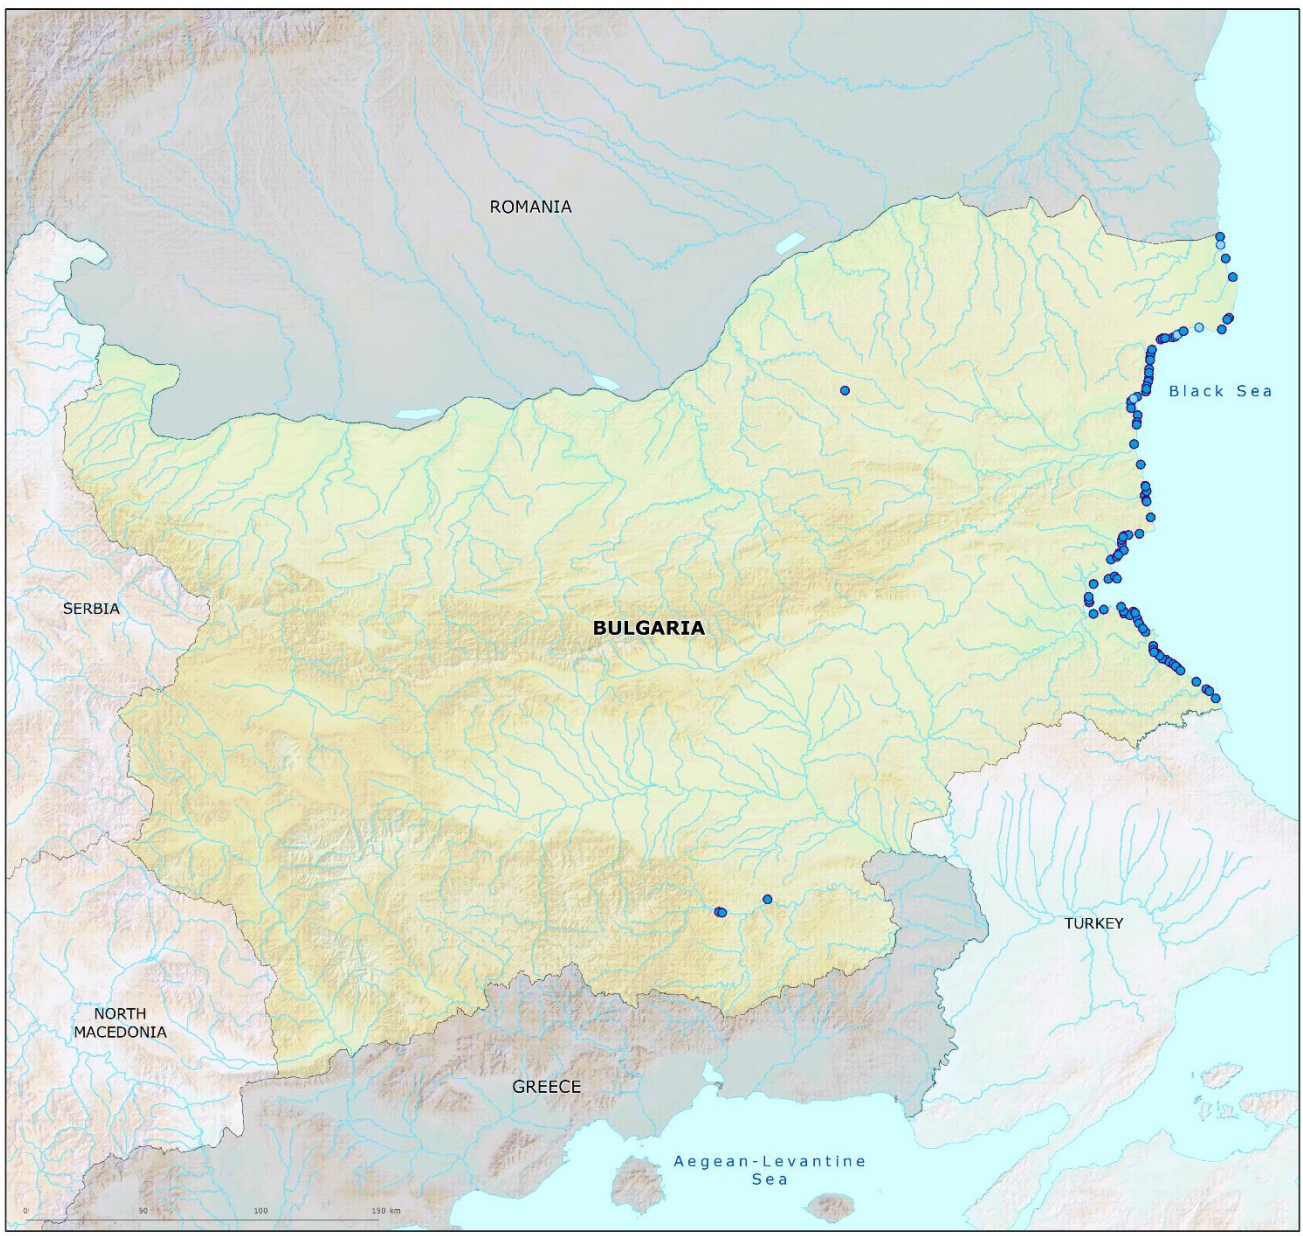 ROMANIA
Black Sea
SERBIA
BULGARIA
TURKEY
NORTH
MACEDONIA
GREECE
Aegean-Levantine
Sea
0 50 100 150 km